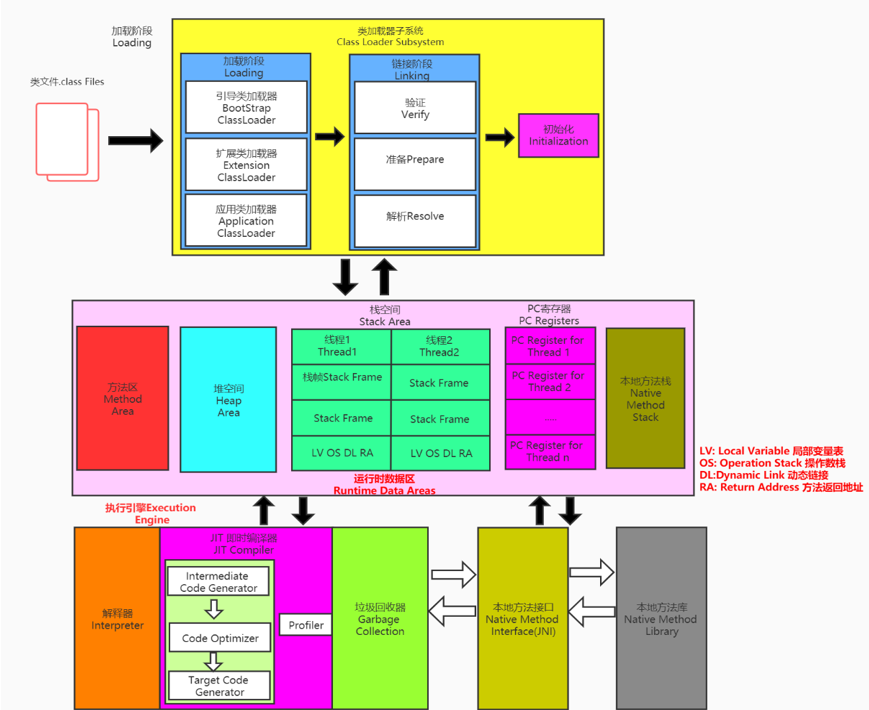 加载阶段
Loading
类加载器子系统
Class Loader Subsystem
类文件.class Files
加载阶段
Loading
引导类加载器
BootStrap
ClassLoader
扩展类加载器
Extension
ClassLoader
应用类加载器
Application
ClassLoader
链接阶段
Linking
验证
Verify
准备Prepare
解析Resolve
初始化
Initialization
栈空间
Stack Area
PC寄存器
PC Registers
方法区
Method
Area
堆空间
Heap
Area
线程1
Thread1
线程2
Thread2
栈帧Stack Frame
Stack Frame
Stack Frame
Stack Frame
LV OS DL RA
LV OS DL RA
PC Register for
Thread 1
PC Register for
Thread 2
......
PC Register for
Thread n
本地方法栈
Native
Method
Stack
运行时数据区
Runtime Data Areas
LV: Local Variable 局部变量表
OS: Operation Stack 操作数栈
DL:Dynamic Link 动态链接
RA: Return Address 方法返回地址
执行引擎Execution
Engine
解释器
Interpreter
JIT 即时编译器
JIT Compiler
Intermediate
Code Generator
Code Optimizer
Target Code
Generator
Profiler
垃圾回收器
Garbage
Collection
本地方法接口
Native Method
Interface(JNI)
本地方法库
Native Method
Library